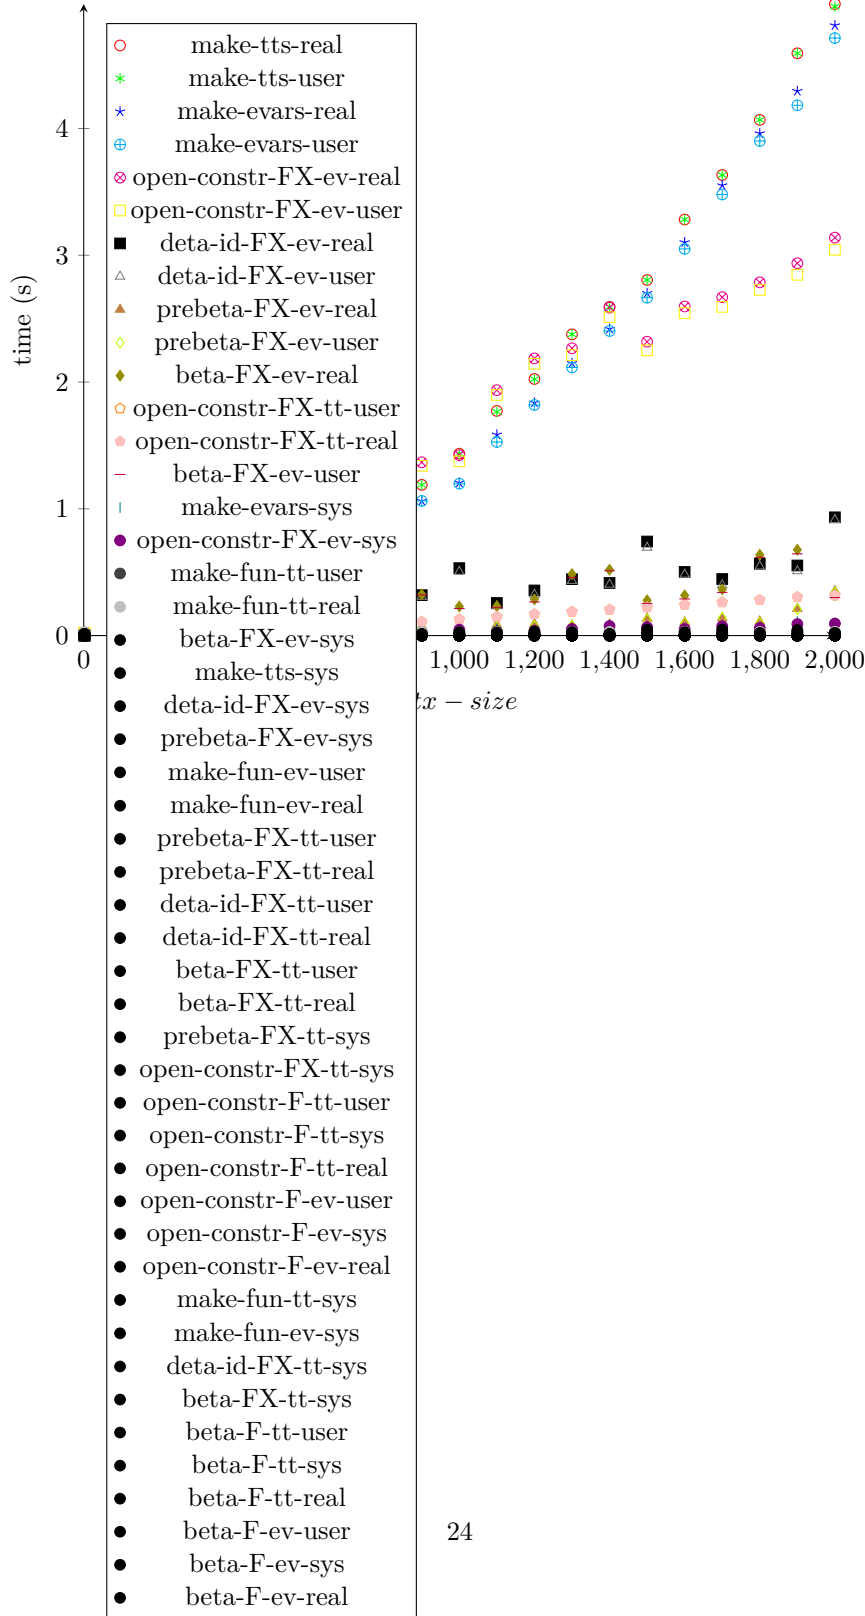 make-tts-real
make-tts-user
make-evars-real
make-evars-user
open-constr-FX-ev-real
open-constr-FX-ev-user
deta-id-FX-ev-real
deta-id-FX-ev-user
prebeta-FX-ev-real
prebeta-FX-ev-user
beta-FX-ev-real
open-constr-FX-tt-user
open-constr-FX-tt-real
beta-FX-ev-user
make-evars-sys
open-constr-FX-ev-sys
make-fun-tt-user
make-fun-tt-real
beta-FX-ev-sys
make-tts-sys
deta-id-FX-ev-sys
prebeta-FX-ev-sys
make-fun-ev-user
make-fun-ev-real
prebeta-FX-tt-user
prebeta-FX-tt-real
deta-id-FX-tt-user
deta-id-FX-tt-real
beta-FX-tt-user
beta-FX-tt-real
prebeta-FX-tt-sys
open-constr-FX-tt-sys
open-constr-F-tt-user
open-constr-F-tt-sys
open-constr-F-tt-real
open-constr-F-ev-user
open-constr-F-ev-sys
open-constr-F-ev-real
make-fun-tt-sys
make-fun-ev-sys
deta-id-FX-tt-sys
beta-FX-tt-sys
beta-F-tt-user
beta-F-tt-sys
beta-F-tt-real
beta-F-ev-user
beta-F-ev-sys
beta-F-ev-real
4
3
2
1
0
time (s)
0 1,000 1,200 1,400 1,600 1,800 2,000
tx − size
24